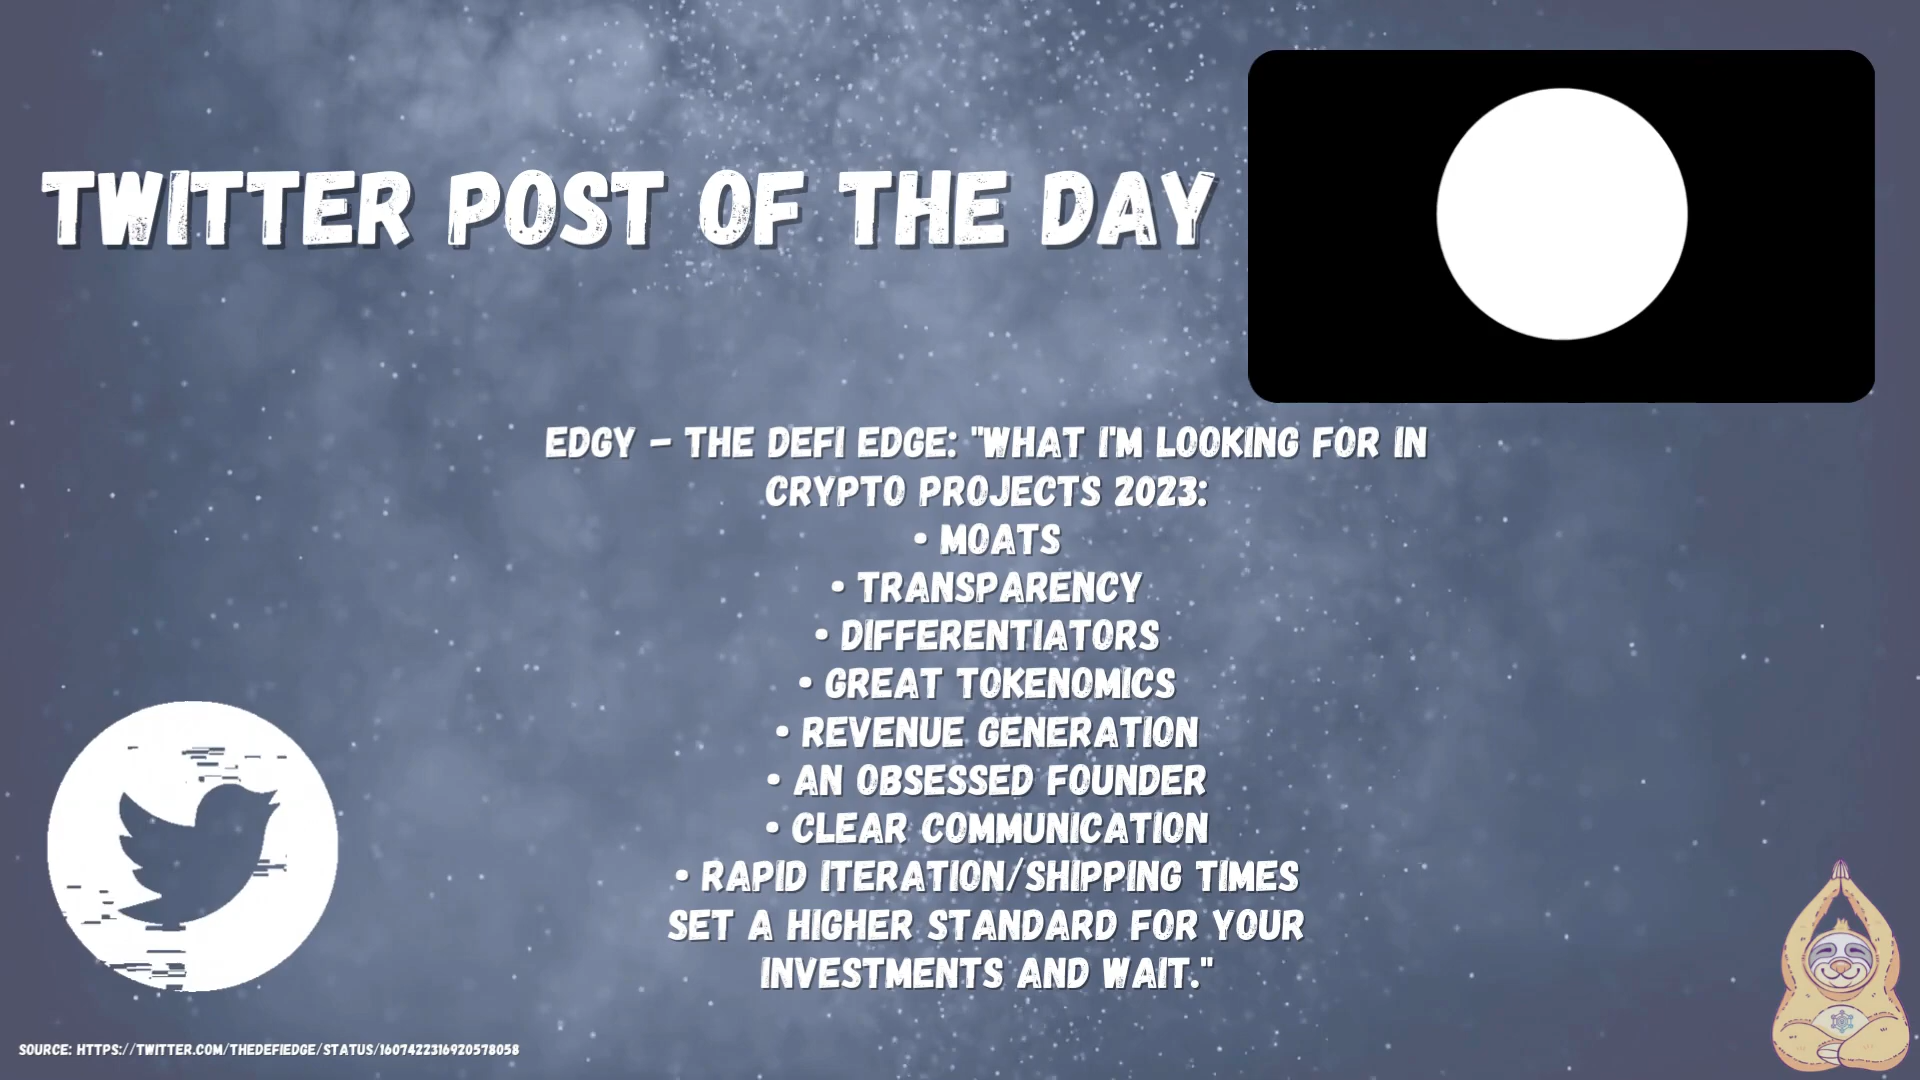 TWITTER POST OF THE DAY
EDGY - THE DEFI EDGE: "WHAT I'M LOOKING FOR IN
CRYPTO PROJECTS 2023:
• MOATS
• TRANSPARENCY
• DIFFERENTIATORS
• GREAT TOKENOMICS
• REVENUE GENERATION
• AN OBSESSED FOUNDER
• CLEAR COMMUNICATION
• RAPID ITERATION/SHIPPING TIMES
SET A HIGHER STANDARD FOR YOUR
INVESTMENTS AND WAIT."
SOURCE: HTTPS://TWITTER.COM/THEDEFIEDGE/STATUS/1607422316920578058